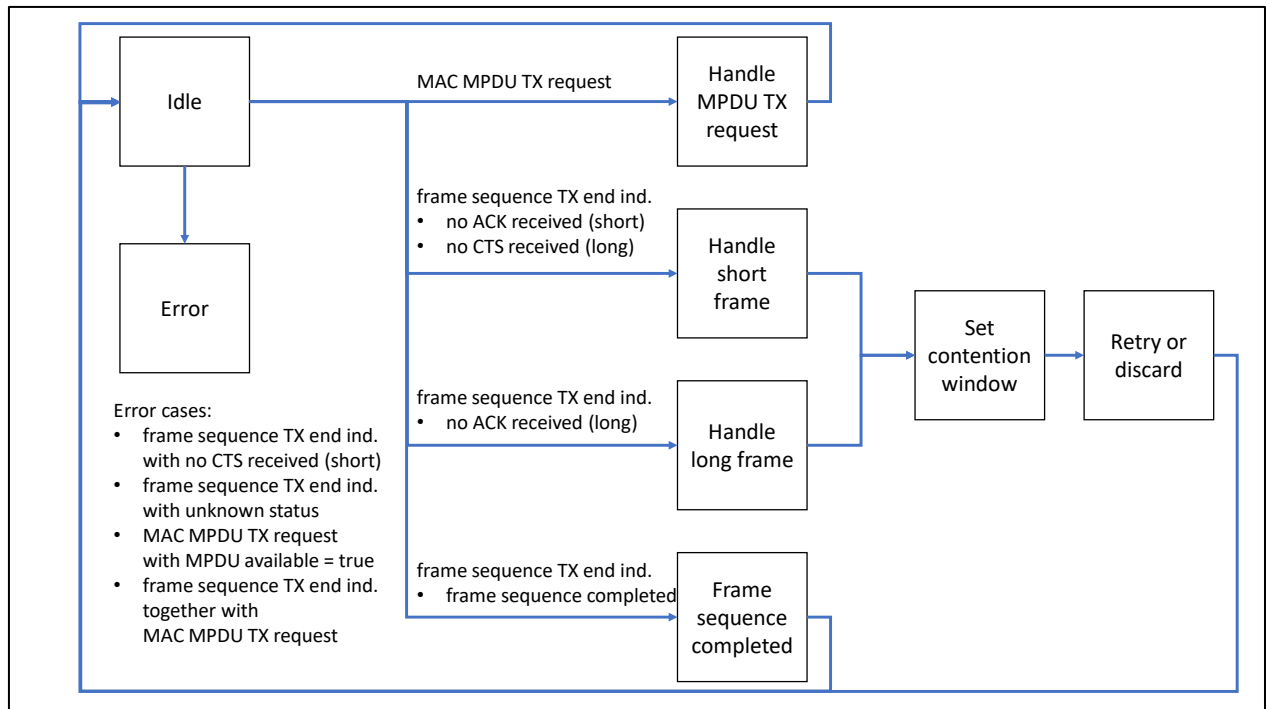 Idle
MAC MPDU TX request
Handle
MPDU TX
request
frame sequence TX end ind.
• no ACK received (short)
• no CTS received (long)
Handle
short
frame
Error
Set
contention
window
Retry or
discard
frame sequence TX end ind.
• no ACK received (long)
Handle
long frame
Error cases:
• frame sequence TX end ind.
with no CTS received (short)
• frame sequence TX end ind.
with unknown status
• MAC MPDU TX request
with MPDU available = true
• frame sequence TX end ind.
together with
MAC MPDU TX request
frame sequence TX end ind.
• frame sequence completed
Frame
sequence
completed